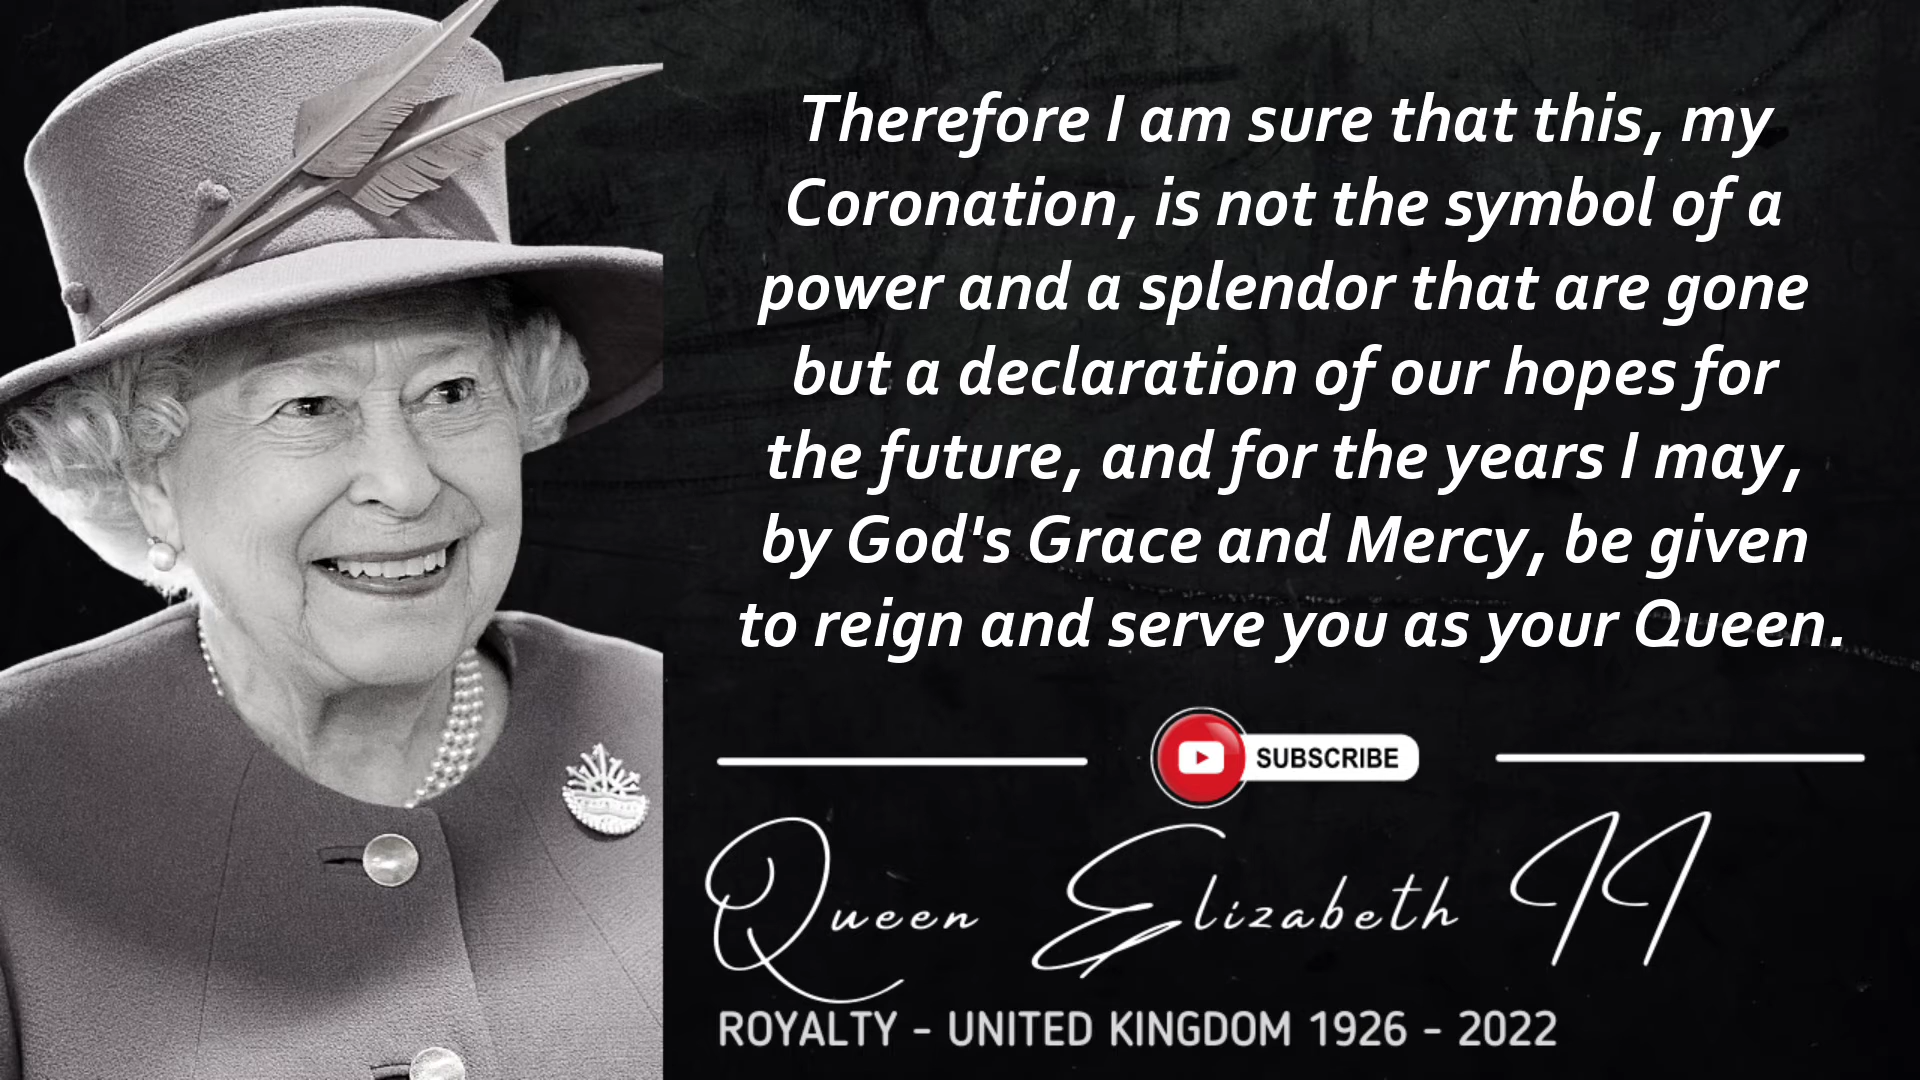 Therefore I am sure that this, my
Coronation, is not the symbol of a
power and a splendor that are gone
but a declaration of our hopes for
the future, and for the years I may,
by God's Grace and Mercy, be given
to reign and serve you as your Queen.
SUBSCRIBE
Queen Elizabeth II
ROYALTY - UNITED KINGDOM 1926 - 2022